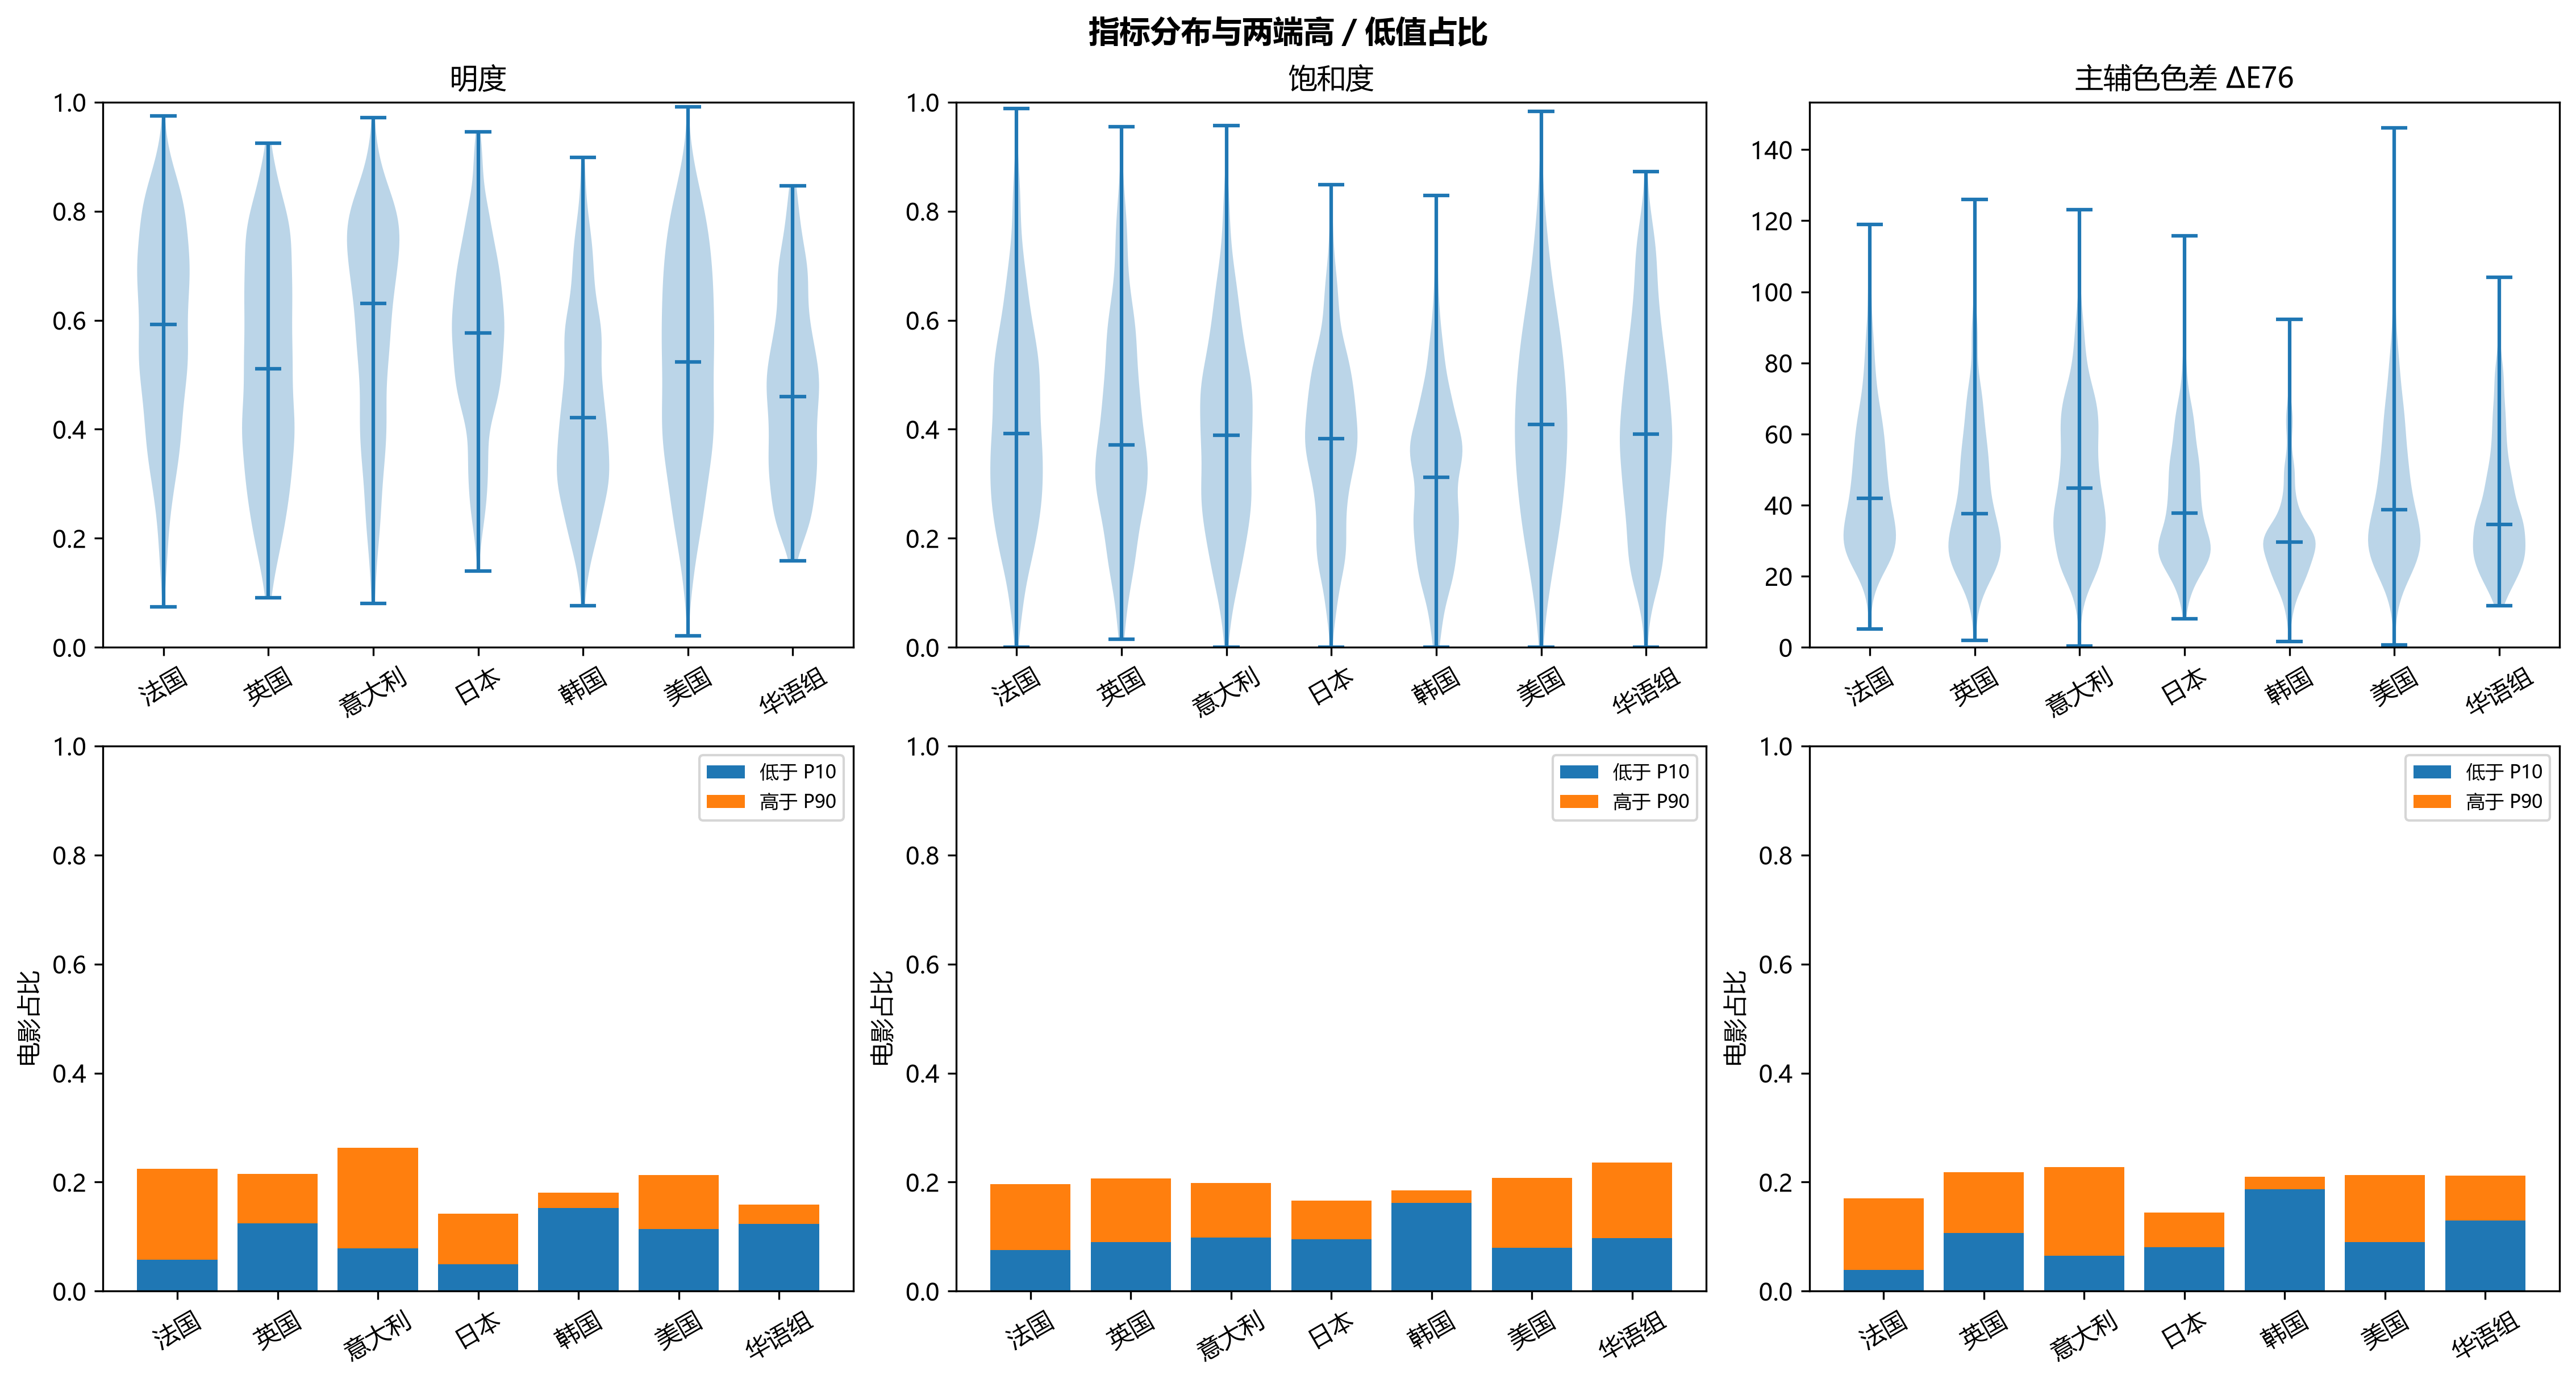 指标分布与两端高 / 低值占比
明度
1.0
0.8
0.6
0.4
0.2
0.0
法国
英国
意大利
日本
韩国
美国
华语组
饱和度
1.0
0.8
0.6
0.4
0.2
0.0
法国
英国
意大利
日本
韩国
美国
华语组
主辅色色差 ΔE76
140
120
100
80
60
40
20
0
法国
英国
意大利
日本
韩国
美国
华语组
电影占比
1.0
0.8
0.6
0.4
0.2
0.0
低于 P10
高于 P90
法国
英国
意大利
日本
韩国
美国
华语组
电影占比
1.0
0.8
0.6
0.4
0.2
0.0
低于 P10
高于 P90
法国
英国
意大利
日本
韩国
美国
华语组
电影占比
1.0
0.8
0.6
0.4
0.2
0.0
低于 P10
高于 P90
法国
英国
意大利
日本
韩国
美国
华语组